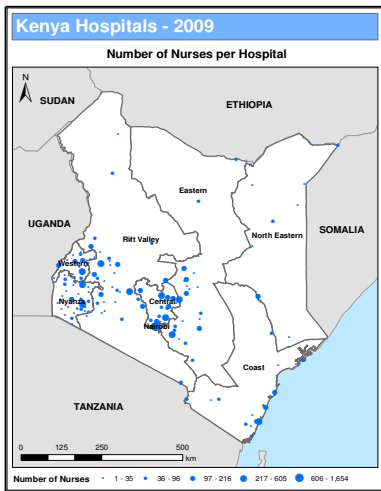 Kenya Hospitals - 2009
Number of Nurses per Hospital
N
SUDAN
ETHIOPIA
Eastern
UGANDA
Rift Valley
North Eastern
SOMALIA
Western
Nyanza
Central
Nairobi
Coast
TANZANIA
0 125 250 500
km
Number of Nurses 1 - 35 36 - 96 97 - 216 217 - 605 606 - 1,654